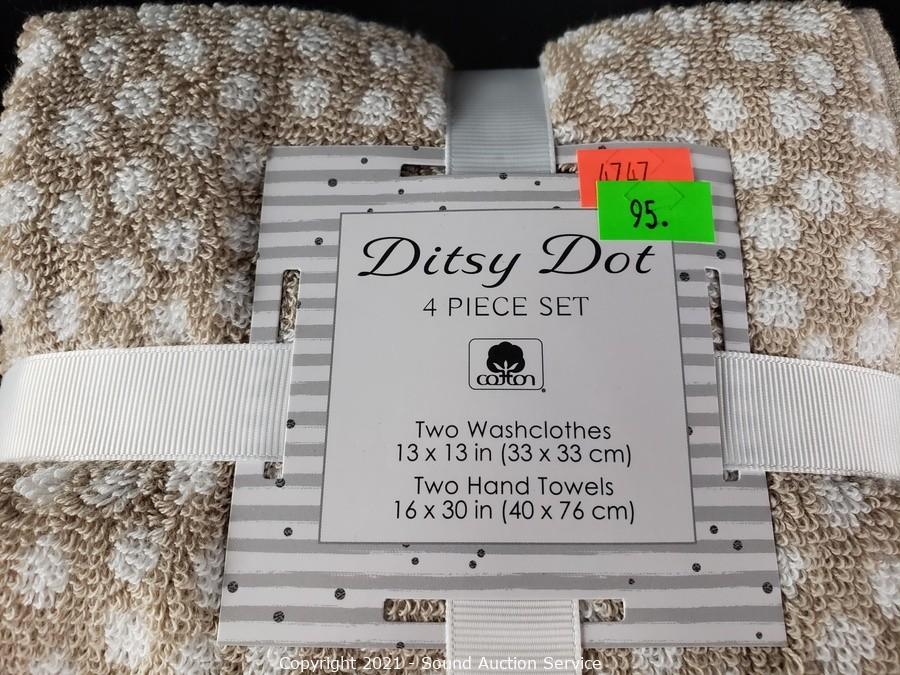 4747
95.
Ditsy Dot
4 PIECE SET
cotton
Two Washclothes
13 x 13 in (33 x 33 cm)
Two Hand Towels
16 x 30 in (40 x 76 cm)
Copyright 2021 - Sound Auction Service